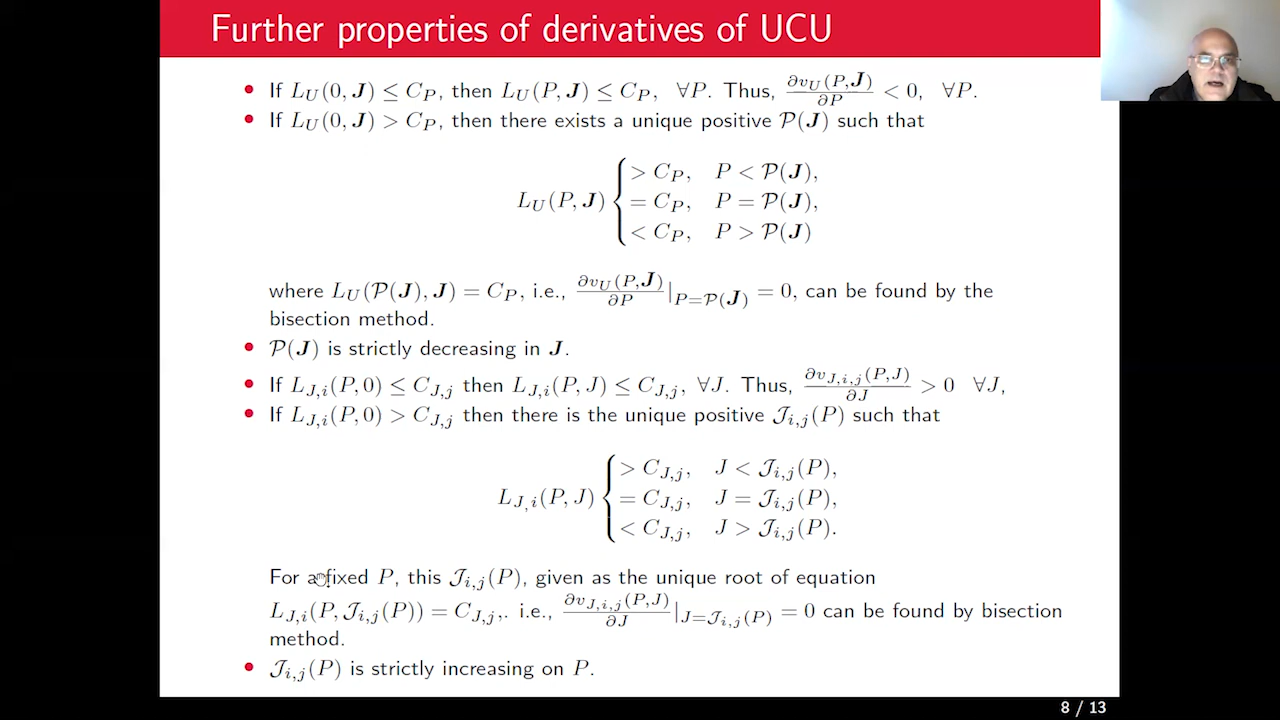 Further properties of derivatives of UCU
• If L_U(0, J) ≤ C_P, then L_U(P, J) ≤ C_P, ∀P. Thus, ∂v_U(P,J)/∂P < 0, ∀P.
• If L_U(0, J) > C_P, then there exists a unique positive 𝒫(J) such that
L_U(P, J) { > C_P, P < 𝒫(J),
= C_P, P = 𝒫(J),
< C_P, P > 𝒫(J)
where L_U(𝒫(J), J) = C_P, i.e., ∂v_U(P,J)/∂P |_{P=𝒫(J)} = 0, can be found by the
bisection method.
• 𝒫(J) is strictly decreasing in J.
• If L_{J,i}(P, 0) ≤ C_{J,j} then L_{J,i}(P, J) ≤ C_{J,j}, ∀J. Thus, ∂v_{J,i,j}(P,J)/∂J > 0 ∀J,
• If L_{J,i}(P, 0) > C_{J,j} then there is the unique positive 𝒥_{i,j}(P) such that
L_{J,i}(P, J) { > C_{J,j}, J < 𝒥_{i,j}(P),
= C_{J,j}, J = 𝒥_{i,j}(P),
< C_{J,j}, J > 𝒥_{i,j}(P).
For a fixed P, this 𝒥_{i,j}(P), given as the unique root of equation
L_{J,i}(P, 𝒥_{i,j}(P)) = C_{J,j},. i.e., ∂v_{J,i,j}(P,J)/∂J |_{J=𝒥_{i,j}(P)} = 0 can be found by bisection
method.
• 𝒥_{i,j}(P) is strictly increasing on P.
8 / 13